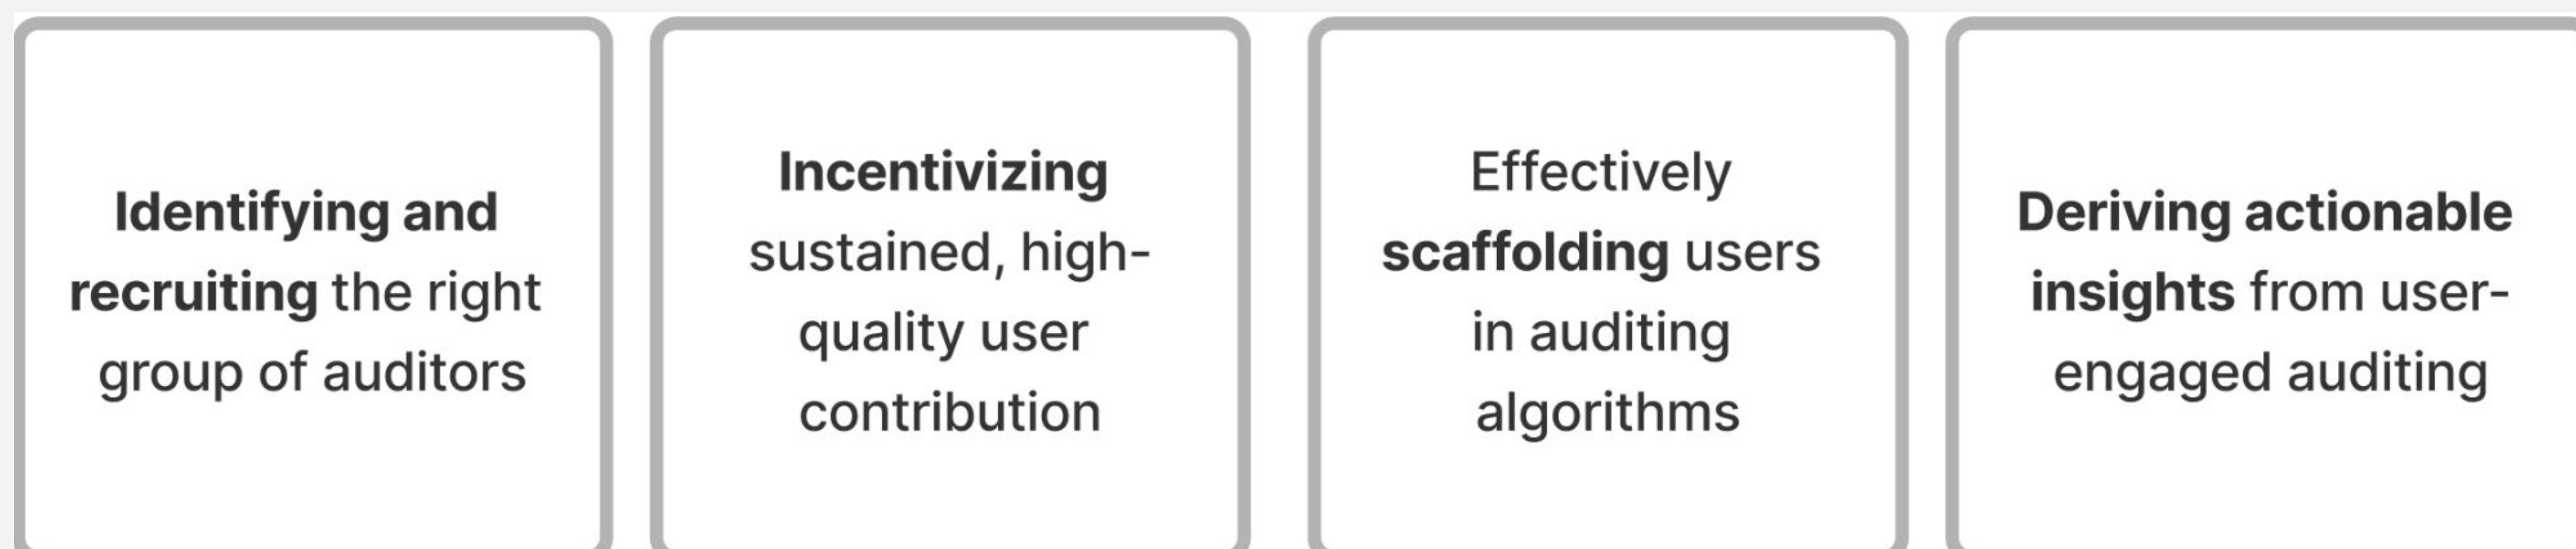 Identifying and
recruiting the right
group of auditors
Incentivizing
sustained, high-
quality user
contribution
Effectively
scaffolding users
in auditing
algorithms
Deriving actionable
insights from user-
engaged auditing